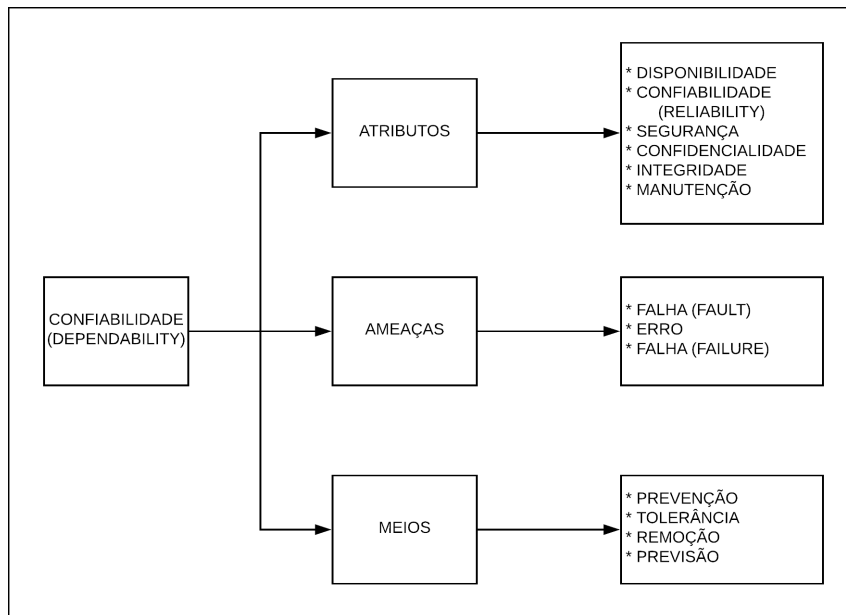 CONFIABILIDADE
(DEPENDABILITY)
ATRIBUTOS
* DISPONIBILIDADE
* CONFIABILIDADE
(RELIABILITY)
* SEGURANÇA
* CONFIDENCIALIDADE
* INTEGRIDADE
* MANUTENÇÃO
AMEAÇAS
* FALHA (FAULT)
* ERRO
* FALHA (FAILURE)
MEIOS
* PREVENÇÃO
* TOLERÂNCIA
* REMOÇÃO
* PREVISÃO